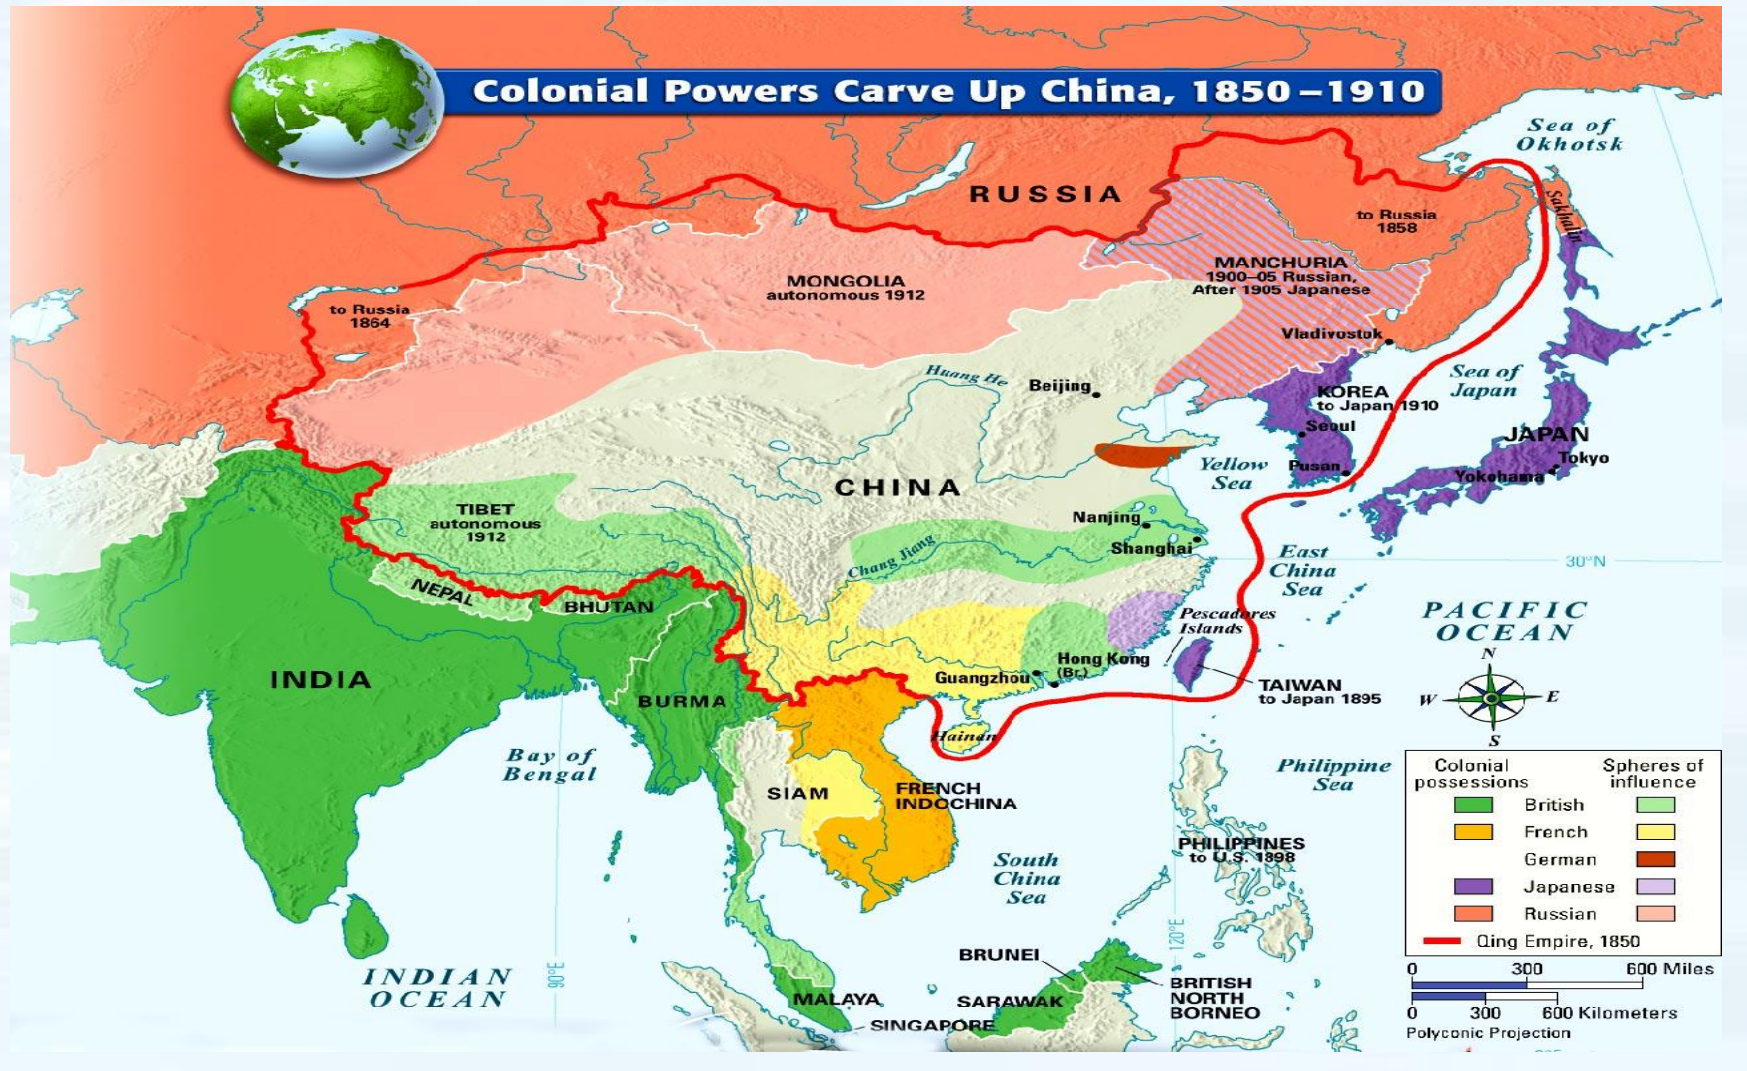 Colonial Powers Carve Up China, 1850–1910
Sea of
Okhotsk
RUSSIA
Sakhalin
to Russia
1858
MANCHURIA
1900–05 Russian,
After 1905 Japanese
MONGOLIA
autonomous 1912
to Russia
1864
Vladivostok
Huang He
Beijing
Sea of
Japan
KOREA
to Japan 1910
Seoul
JAPAN
Tokyo
Yokohama
Pusan
Yellow
Sea
CHINA
TIBET
autonomous
1912
Nanjing
Shanghai
Chang Jiang
East
China
Sea
30°N
NEPAL
BHUTAN
PACIFIC
OCEAN
Pescadores
Islands
INDIA
Hong Kong
(Br.)
Guangzhou
BURMA
TAIWAN
to Japan 1895
N
W
E
S
Hainan
Bay of
Bengal
Philippine
Sea
SIAM
FRENCH
INDOCHINA
PHILIPPINES
to U.S. 1898
South
China
Sea
120°E
90°E
INDIAN
OCEAN
BRUNEI
MALAYA
SARAWAK
BRITISH
NORTH
BORNEO
SINGAPORE
Colonial
possessions
Spheres of
influence
British
French
German
Japanese
Russian
Qing Empire, 1850
0 300 600 Miles
0 300 600 Kilometers
Polyconic Projection